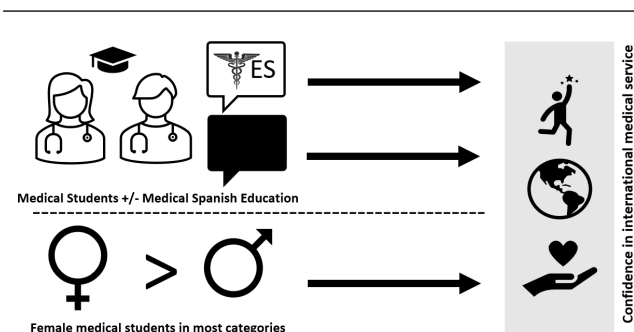 ES
Medical Students +/- Medical Spanish Education
>
Female medical students in most categories
Confidence in international medical service